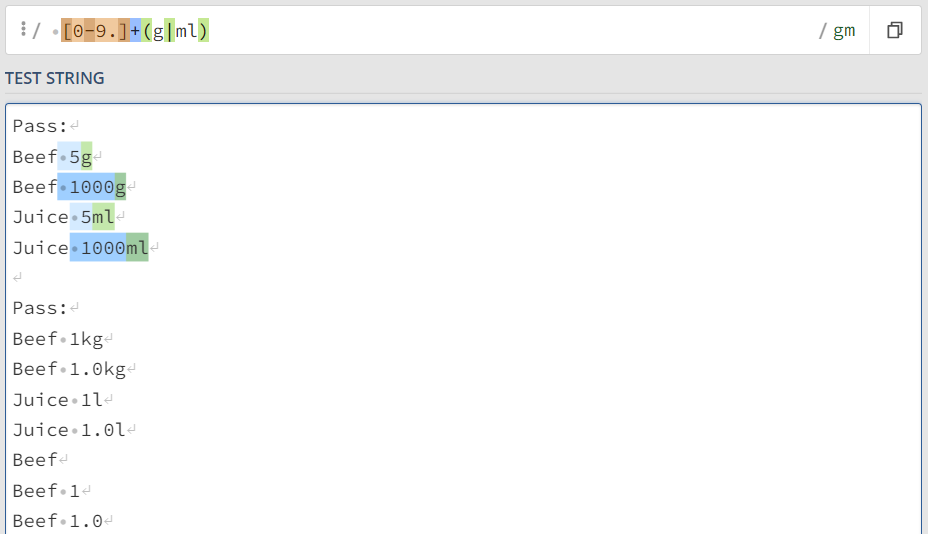 / [0-9.]+(g|ml) / gm
TEST STRING
Pass:
Beef 5g
Beef 1000g
Juice 5ml
Juice 1000ml
Pass:
Beef 1kg
Beef 1.0kg
Juice 1l
Juice 1.0l
Beef
Beef 1
Beef 1.0